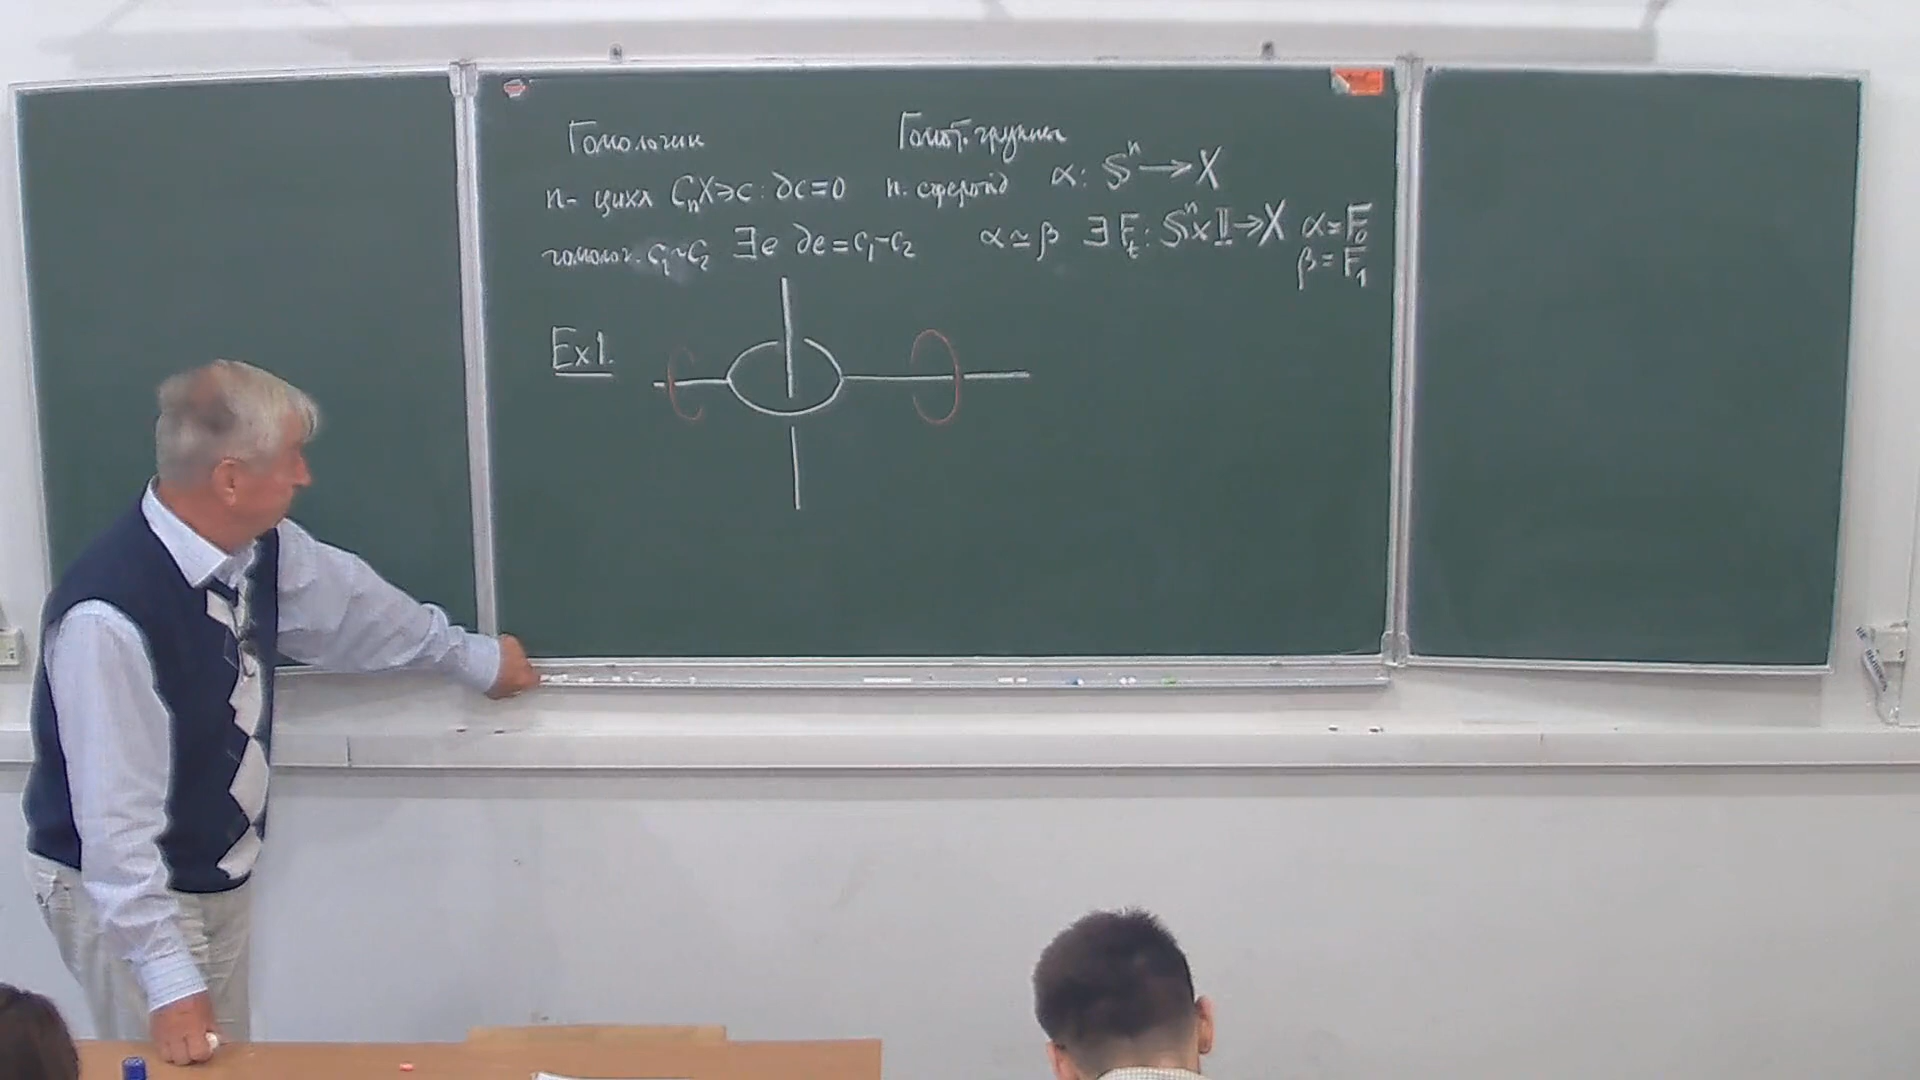 Гомологии
Гомот. группы
n- цикл CₙX∋c: ∂c=0
n. сфероид α: 𝕊ⁿ→X
гомолог. c₁~c₂ ∃e ∂e=c₁-c₂
α≃β ∃ Fₜ: 𝕊ⁿ×𝕀→X α=F₀
β=F₁
Ex1.